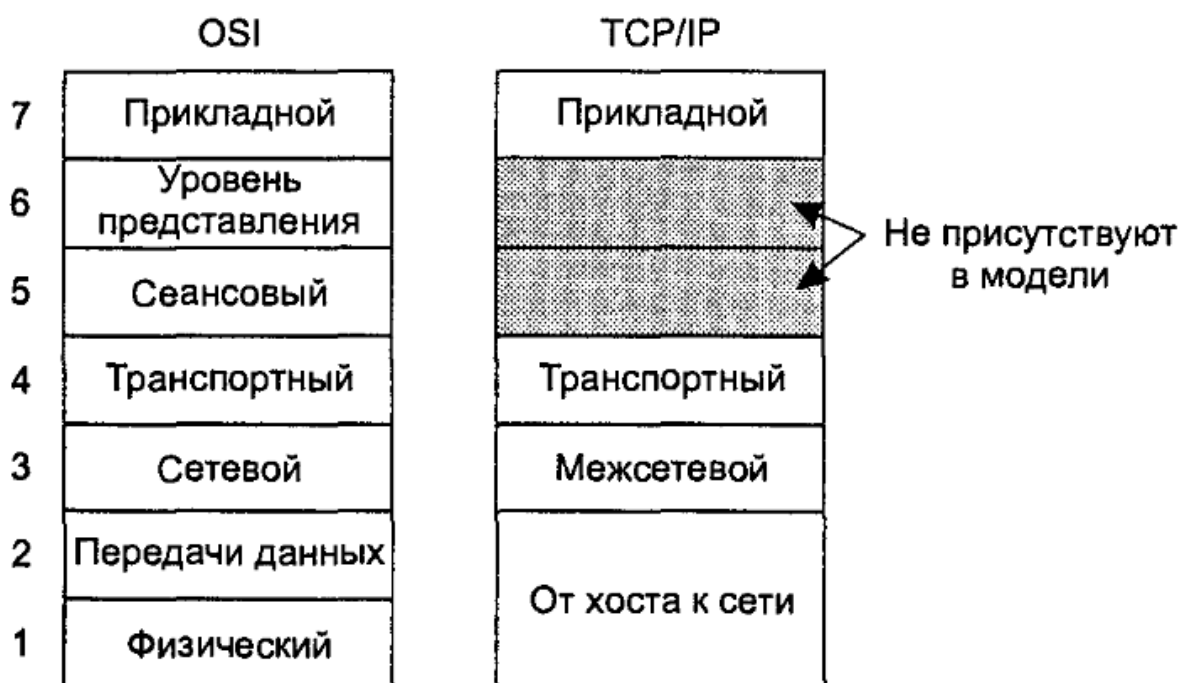 OSI
TCP/IP
7
Прикладной
Прикладной
6
Уровень
представления
Не присутствуют
в модели
5
Сеансовый
4
Транспортный
Транспортный
3
Сетевой
Межсетевой
2
Передачи данных
От хоста к сети
1
Физический